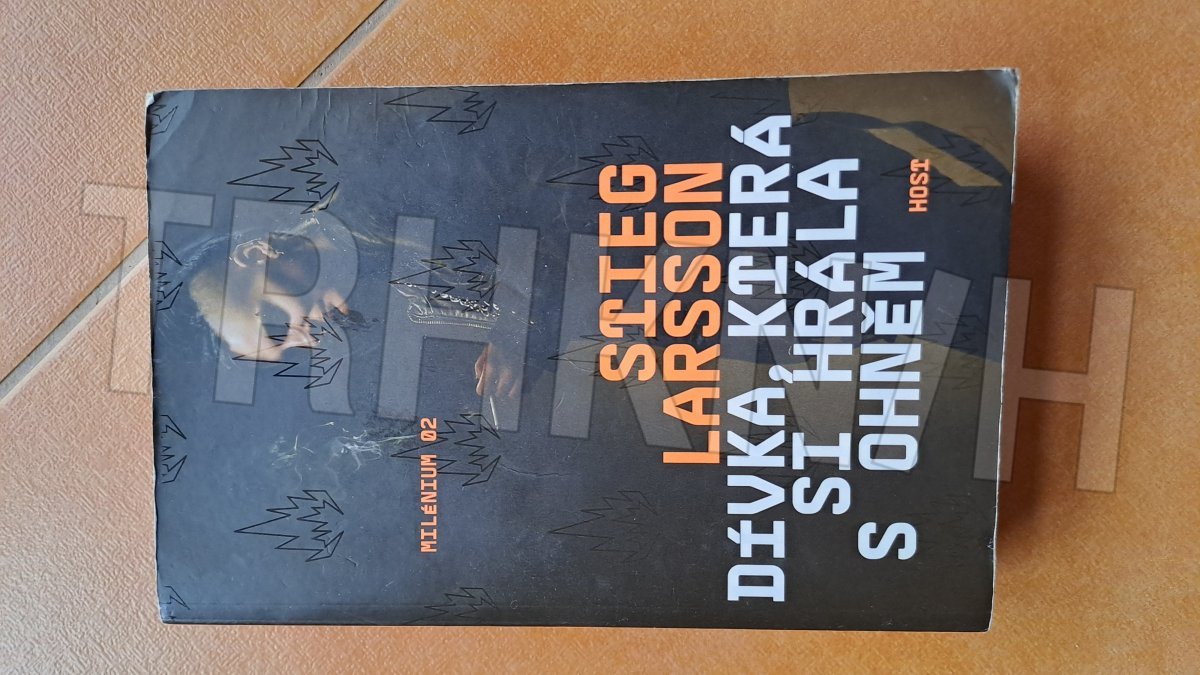 MILÉNIUM 02
STIEG
LARSSON
DÍVKA, KTERÁ
SI HRÁLA
S OHNĚM
HOST
TRHKNIH